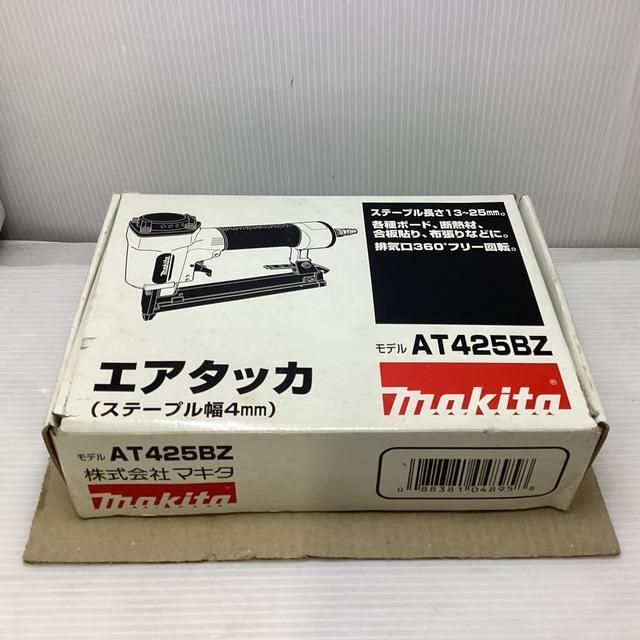 ステープル長さ13~25mm。
各種ボード、断熱材、
合板貼り、布張りなどに。
排気口360°フリー回転。
makita
モデル AT425BZ
エアタッカ
(ステープル幅4mm)
makita®
モデル AT425BZ
株式会社マキタ
makita
0 88381 04895 8